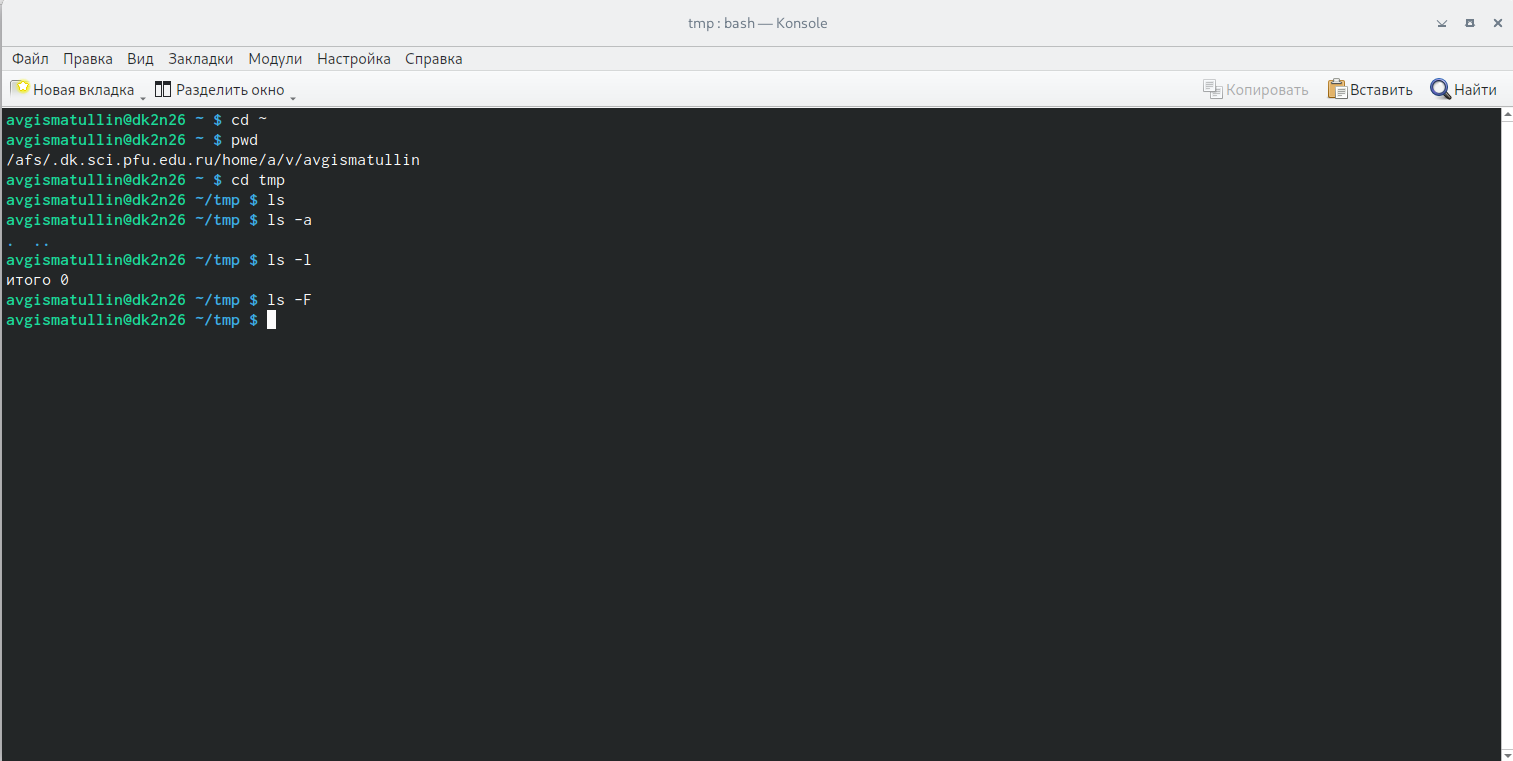 tmp : bash — Konsole
Файл Правка Вид Закладки Модули Настройка Справка
Новая вкладка Разделить окно Копировать Вставить Найти
avgismatullin@dk2n26 ~ $ cd ~
avgismatullin@dk2n26 ~ $ pwd
/afs/.dk.sci.pfu.edu.ru/home/a/v/avgismatullin
avgismatullin@dk2n26 ~ $ cd tmp
avgismatullin@dk2n26 ~/tmp $ ls
avgismatullin@dk2n26 ~/tmp $ ls -a
.  ..
avgismatullin@dk2n26 ~/tmp $ ls -l
итого 0
avgismatullin@dk2n26 ~/tmp $ ls -F
avgismatullin@dk2n26 ~/tmp $